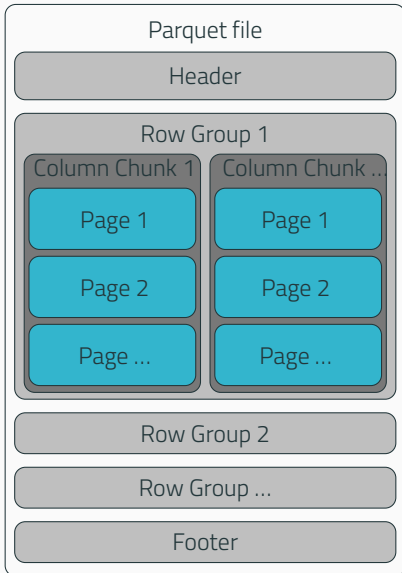 Parquet file
Header
Row Group 1
Column Chunk 1
Page 1
Page 2
Page ...
Column Chunk ...
Page 1
Page 2
Page ...
Row Group 2
Row Group ...
Footer